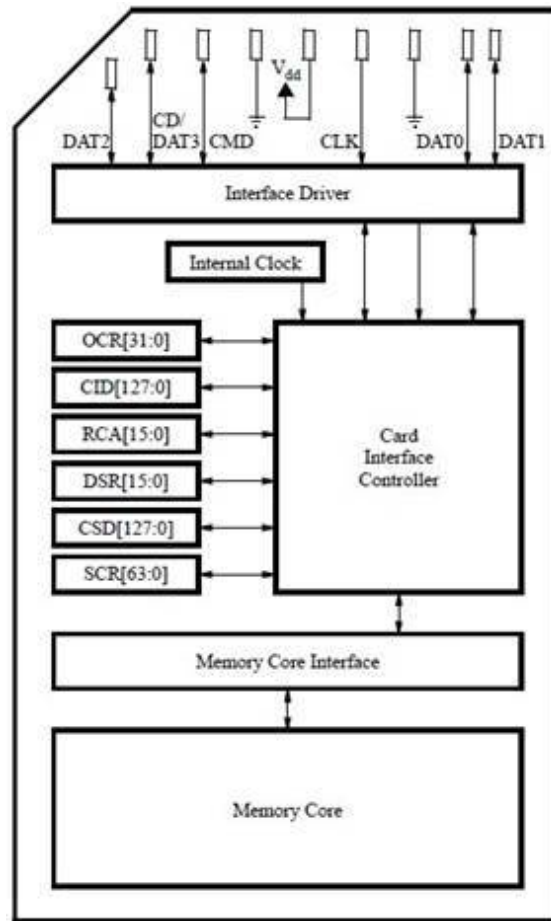 V_dd
CD/
DAT2 DAT3 CMD CLK DAT0 DAT1
Interface Driver
Internal Clock
OCR[31:0]
CID[127:0]
RCA[15:0]
DSR[15:0]
CSD[127:0]
SCR[63:0]
Card
Interface
Controller
Memory Core Interface
Memory Core